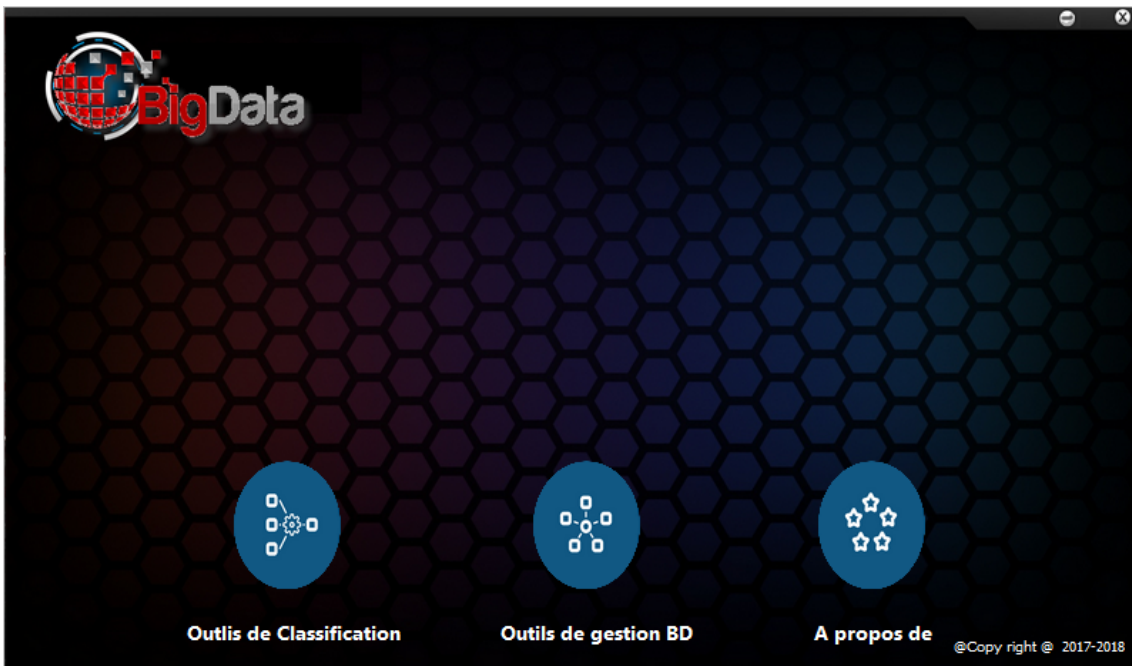 BigData
Outlis de Classification
Outils de gestion BD
A propos de
@Copy right @ 2017-2018